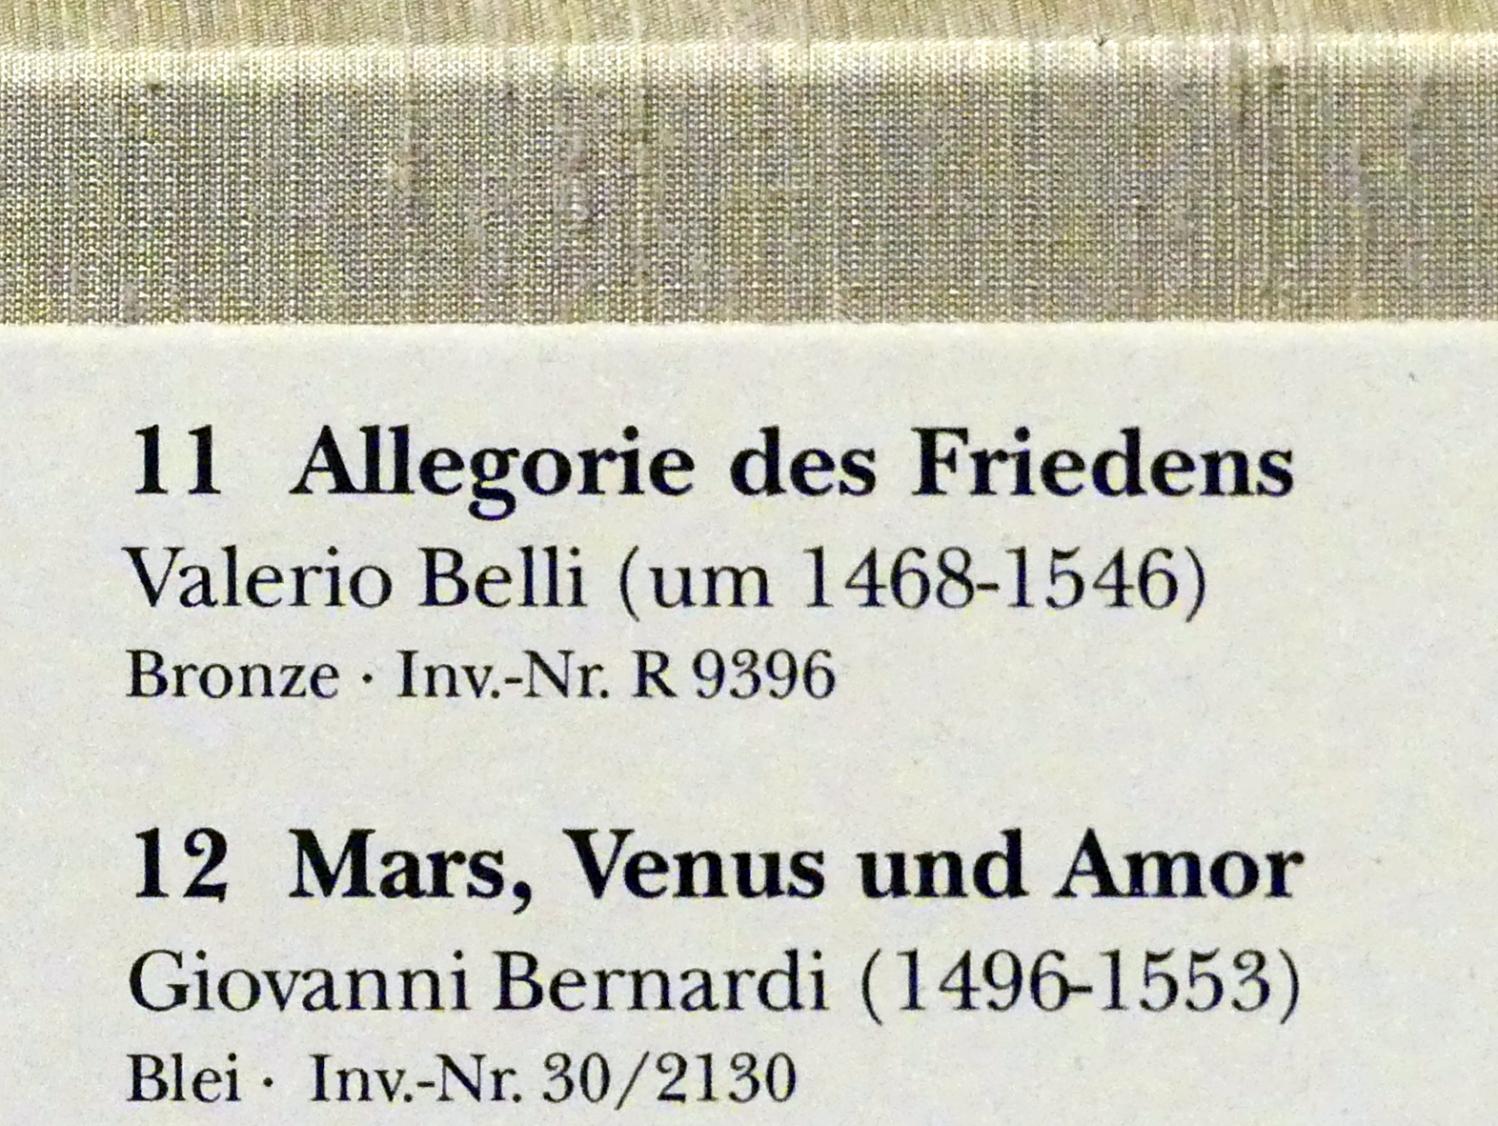 11 Allegorie des Friedens
Valerio Belli (um 1468-1546)
Bronze · Inv.-Nr. R 9396
12 Mars, Venus und Amor
Giovanni Bernardi (1496-1553)
Blei · Inv.-Nr. 30/2130